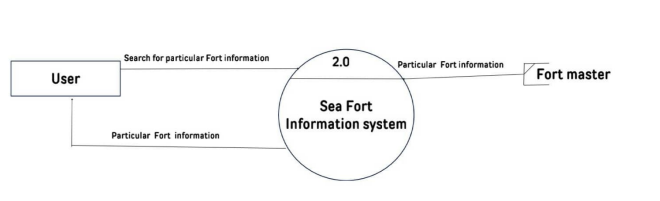 Search for particular Fort information
2.0
Particular Fort information
User
Fort master
Sea Fort
Information system
Particular Fort information